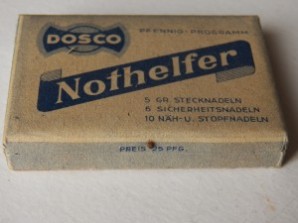 DOSCO
PFENNIG-PROGRAMM
Nothelfer
5 GR. STECKNADELN
6 SICHERHEITSNADELN
10 NÄH-U. STOPFNADELN
PREIS 25 PFG.